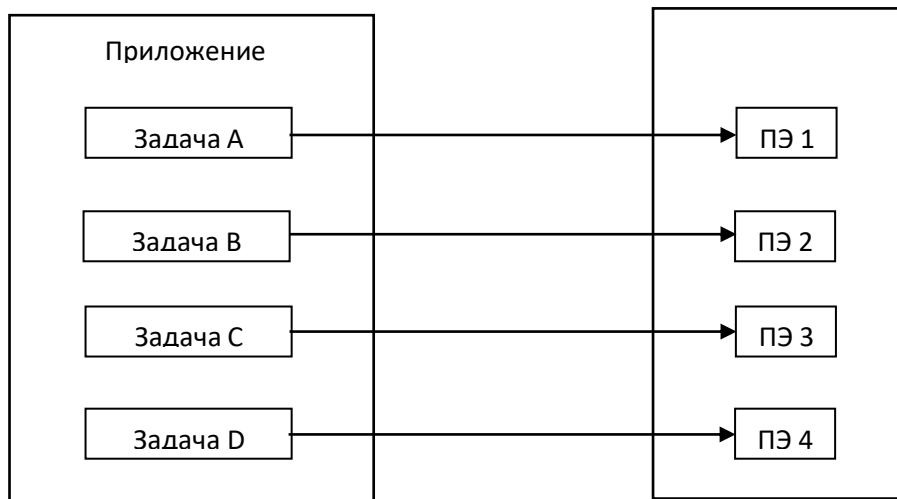 Приложение
Задача A
ПЭ 1
Задача B
ПЭ 2
Задача C
ПЭ 3
Задача D
ПЭ 4